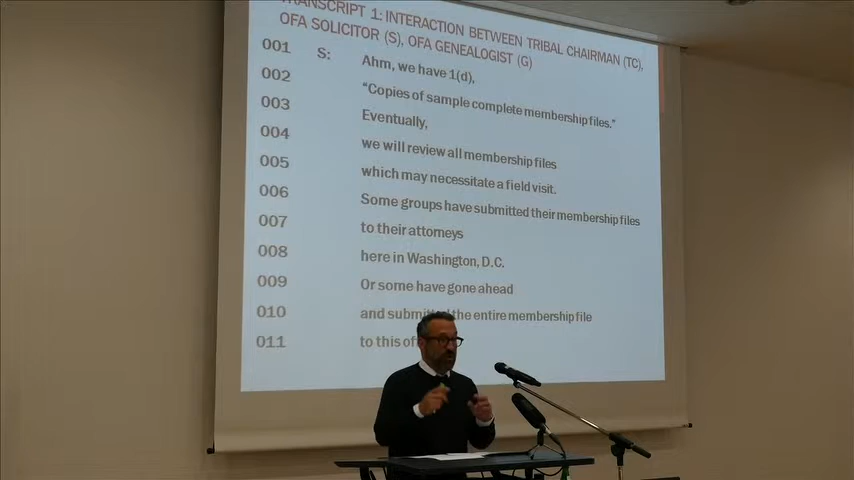 TRANSCRIPT 1: INTERACTION BETWEEN TRIBAL CHAIRMAN (TC),
OFA SOLICITOR (S), OFA GENEALOGIST (G)
001 S: Ahm, we have 1(d),
002 "Copies of sample complete membership files."
003 Eventually,
004 we will review all membership files
005 which may necessitate a field visit.
006 Some groups have submitted their membership files
007 to their attorneys
008 here in Washington, D.C.
009 Or some have gone ahead
010 and the entire membership file
011 to this